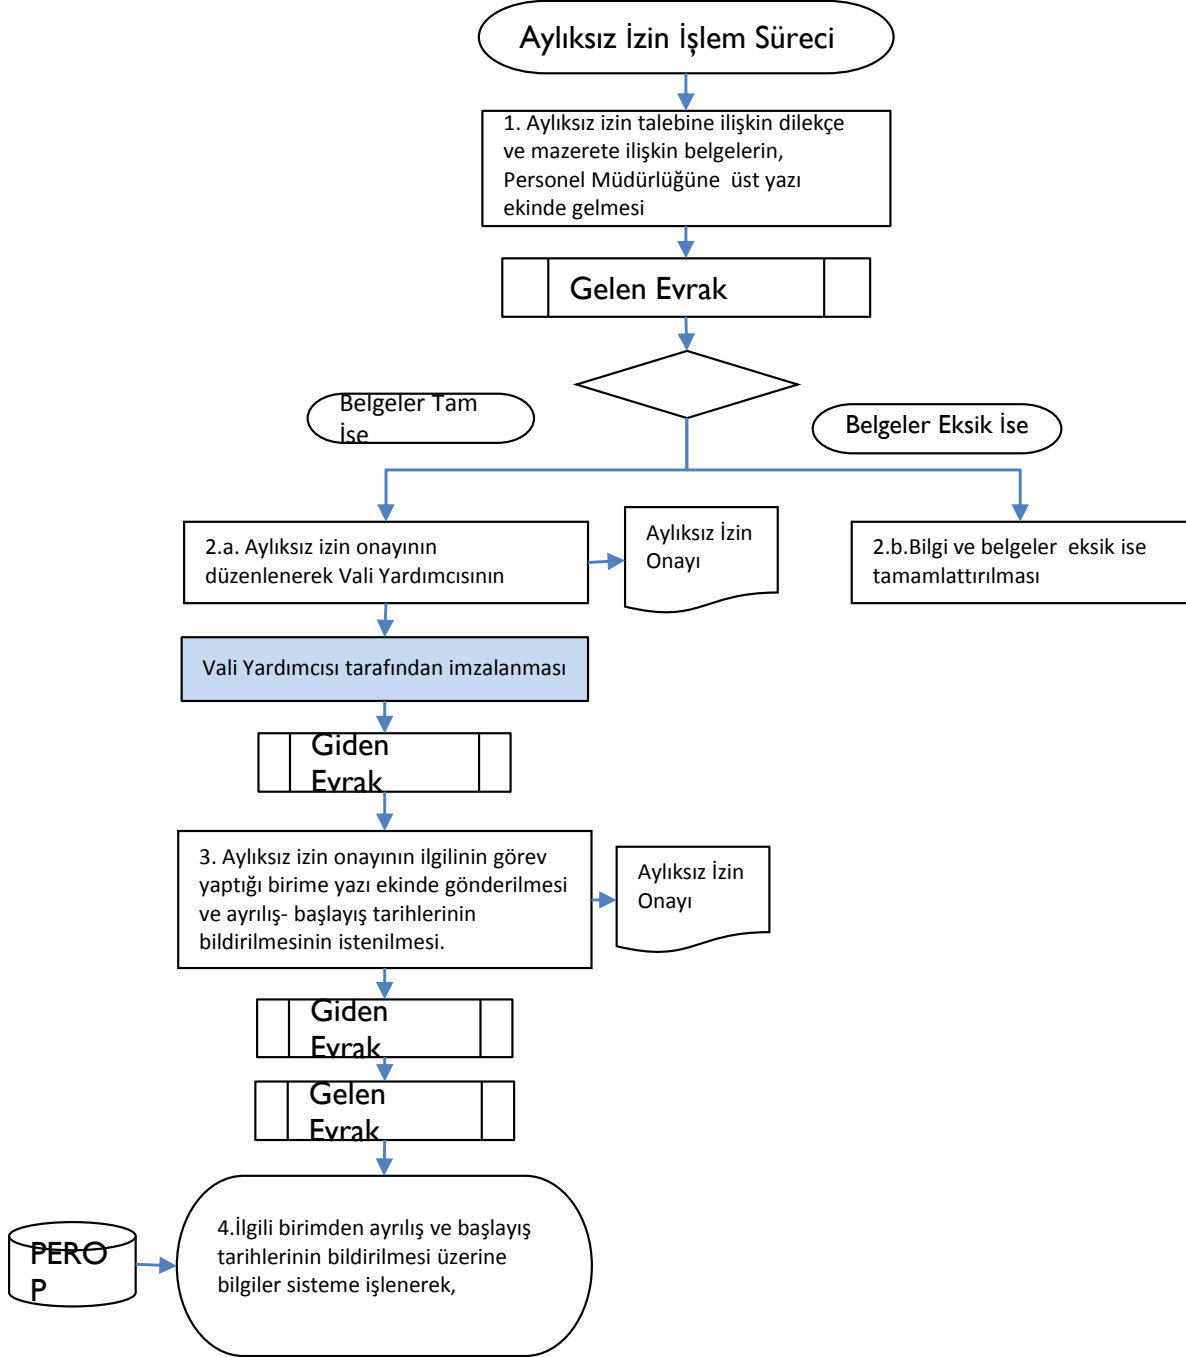 Aylıksız İzin İşlem Süreci
1. Aylıksız izin talebine ilişkin dilekçe
ve mazerete ilişkin belgelerin,
Personel Müdürlüğüne üst yazı
ekinde gelmesi
Gelen Evrak
Belgeler Tam
İse
Belgeler Eksik İse
2.a. Aylıksız izin onayının
düzenlenerek Vali Yardımcısının
Aylıksız İzin
Onayı
2.b.Bilgi ve belgeler eksik ise
tamamlattırılması
Vali Yardımcısı tarafından imzalanması
Giden
Evrak
3. Aylıksız izin onayının ilgilinin görev
yaptığı birime yazı ekinde gönderilmesi
ve ayrılış- başlayış tarihlerinin
bildirilmesinin istenilmesi.
Aylıksız İzin
Onayı
Giden
Evrak
Gelen
Evrak
4.İlgili birimden ayrılış ve başlayış
tarihlerinin bildirilmesi üzerine
bilgiler sisteme işlenerek,
PERO
P